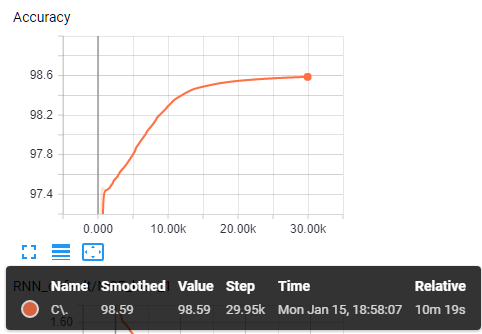 Accuracy
98.6
98.2
97.8
97.4
0.000 10.00k 20.00k 30.00k
Name Smoothed Value Step Time Relative
C\. 98.59 98.59 29.95k Mon Jan 15, 18:58:07 10m 19s
1.60